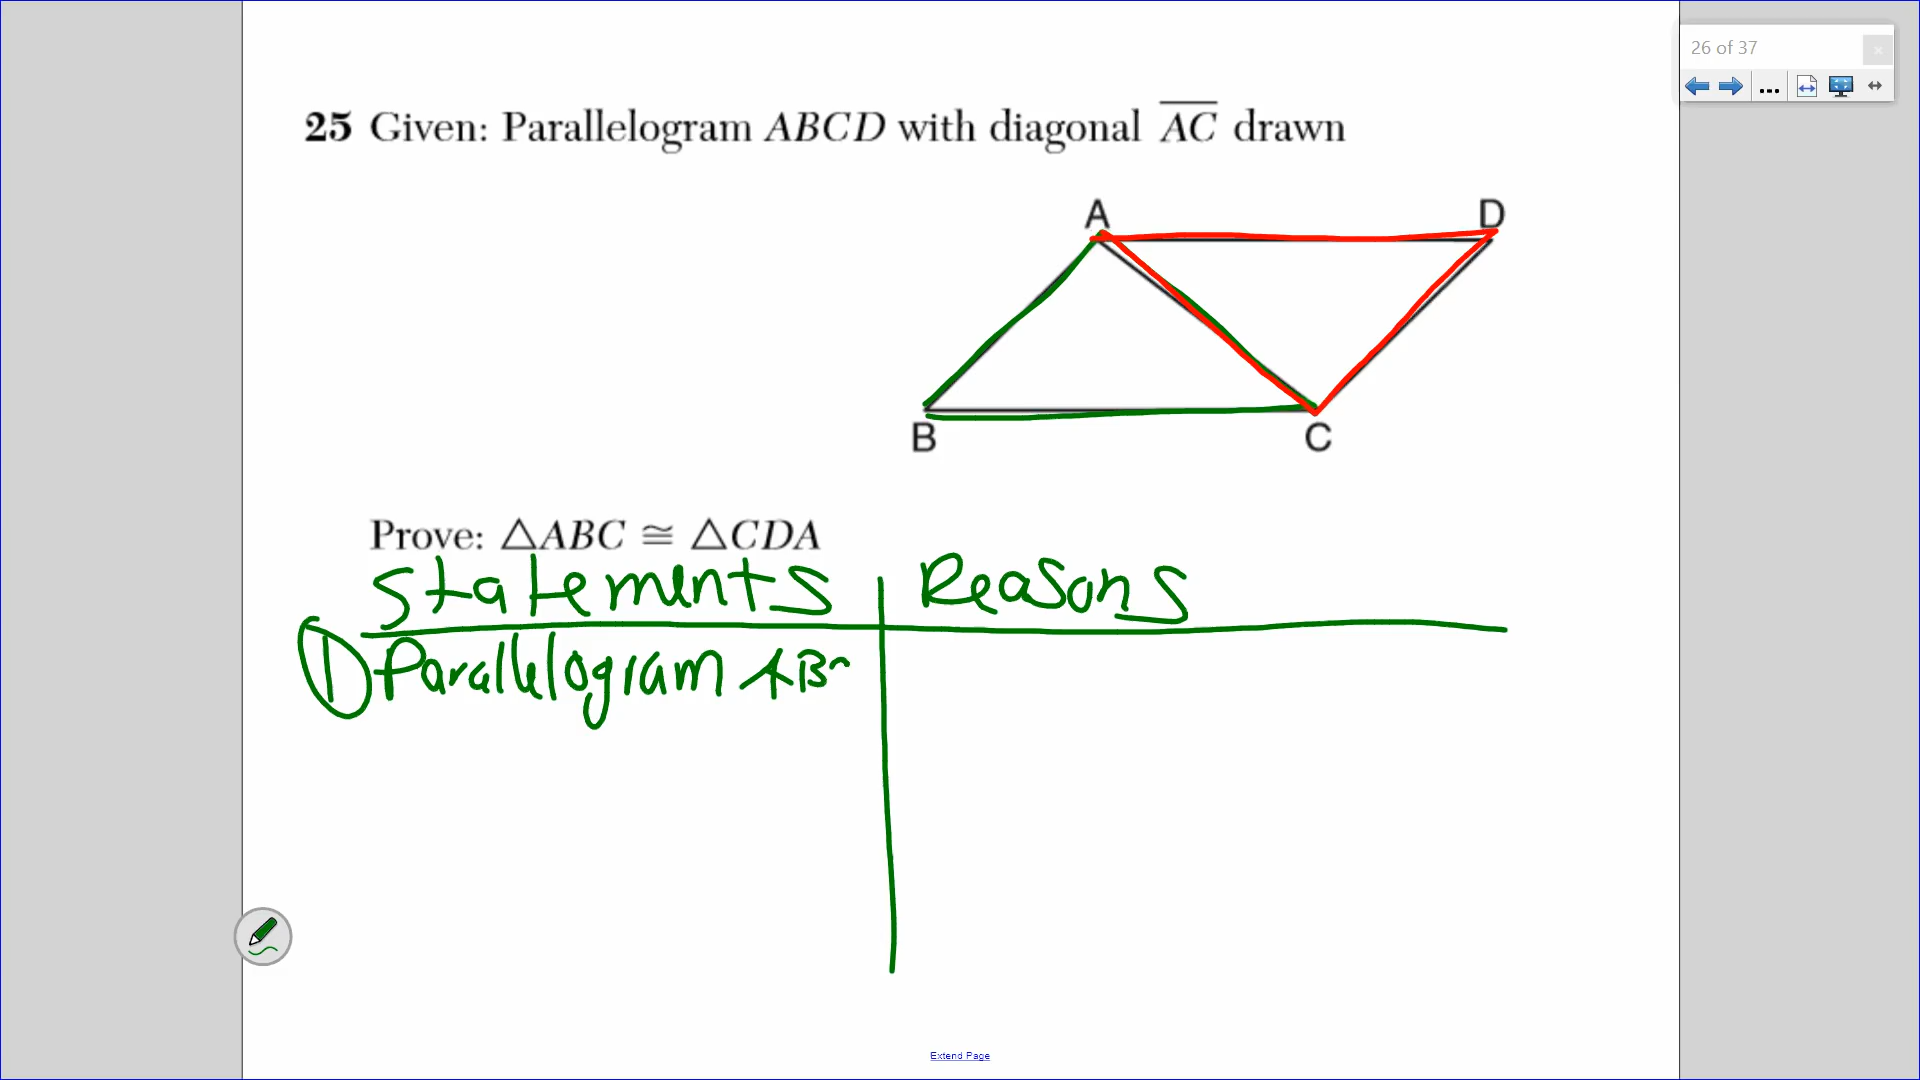 26 of 37
25 Given: Parallelogram ABCD with diagonal AC drawn
A D
B C
Prove: △ABC ≅ △CDA
Statements Reasons
① Parallelogram AB
Extend Page